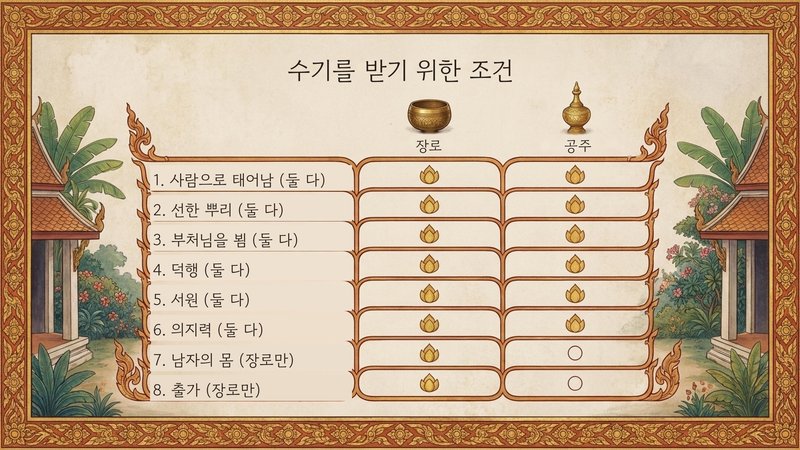 수기를 받기 위한 조건
장로 공주
1. 사람으로 태어남 (둘 다)
2. 선한 뿌리 (둘 다)
3. 부처님을 뵘 (둘 다)
4. 덕행 (둘 다)
5. 서원 (둘 다)
6. 의지력 (둘 다)
7. 남자의 몸 (장로만)
8. 출가 (장로만)